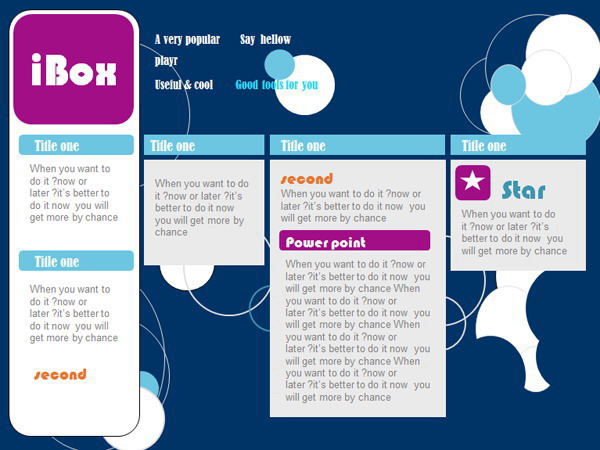 iBox
A very popular Say hellow
playr
Useful & cool Good tools for you
Title one
When you want to
do it ?now or
later ?it's better to
do it now you will
get more by chance
Title one
When you want to
do it ?now or
later ?it's better to
do it now you will
get more by chance
second
Title one
When you want to do
it ?now or later ?it's
better to do it now
you will get more by
chance
Title one
second
When you want to do it ?now or
later ?it's better to do it now you
will get more by chance
Power point
When you want to do it ?now or
later ?it's better to do it now you
will get more by chance When
you want to do it ?now or
later ?it's better to do it now you
will get more by chance When
you want to do it ?now or
later ?it's better to do it now you
will get more by chance When
you want to do it ?now or
later ?it's better to do it now you
will get more by chance
Title one
Star
When you want to do
it ?now or later ?it's
better to do it now you
will get more by
chance